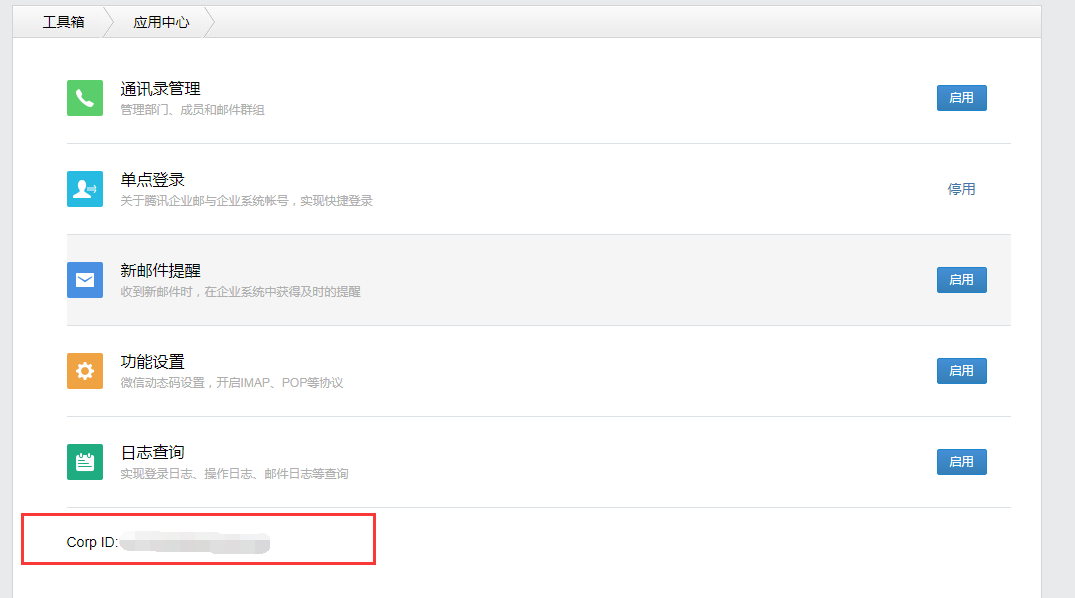 工具箱
应用中心
通讯录管理
管理部门、成员和邮件群组
启用
单点登录
关于腾讯企业邮与企业系统帐号，实现快捷登录
停用
新邮件提醒
收到新邮件时，在企业系统中获得及时的提醒
启用
功能设置
微信动态码设置，开启IMAP、POP等协议
启用
日志查询
实现登录日志、操作日志、邮件日志等查询
启用
Corp ID: